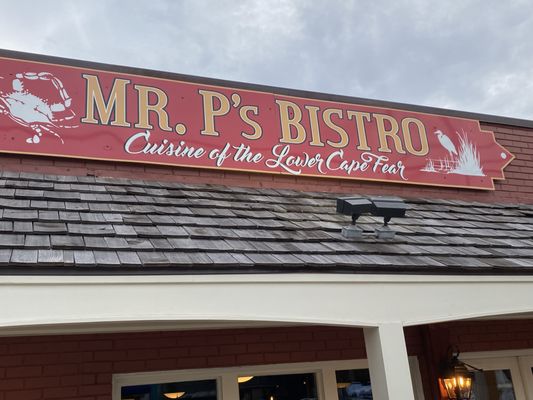 MR. P'S BISTRO
Cuisine of the Lower Cape Fear